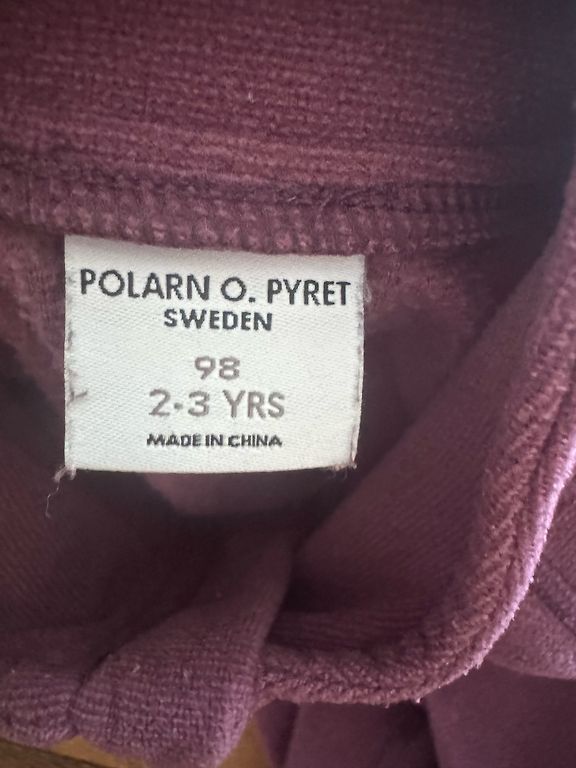 POLARN O. PYRET
SWEDEN
98
2-3 YRS
MADE IN CHINA